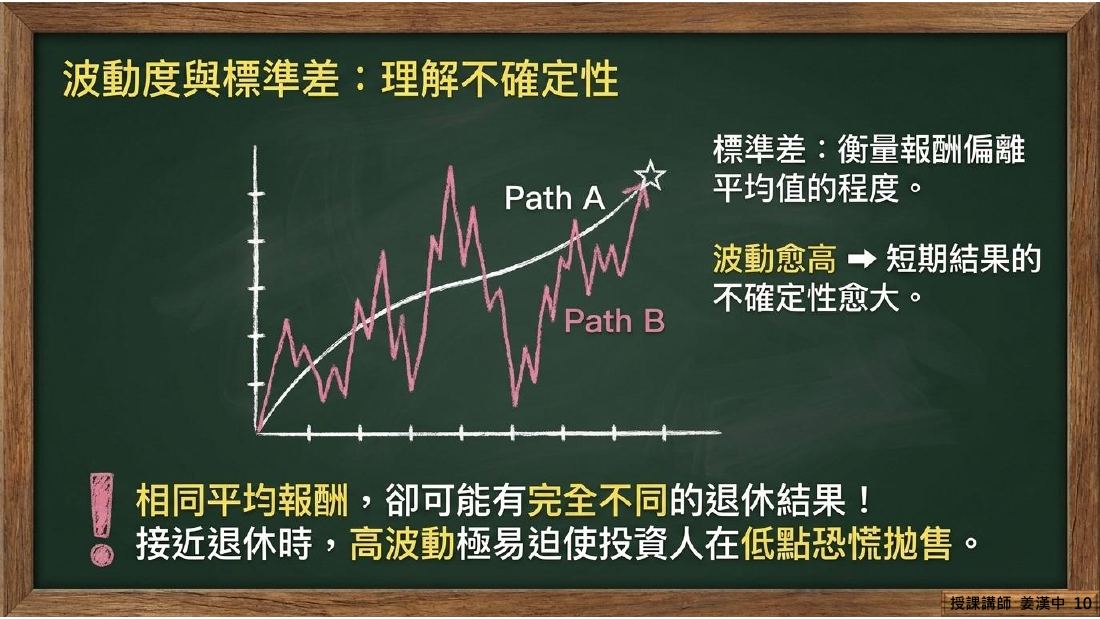 波動度與標準差：理解不確定性
標準差：衡量報酬偏離
平均值的程度。
Path A
波動愈高 ➡ 短期結果的
不確定性愈大。
Path B
相同平均報酬，卻可能有完全不同的退休結果！
接近退休時，高波動極易迫使投資人在低點恐慌拋售。
授課講師 姜漢中 10